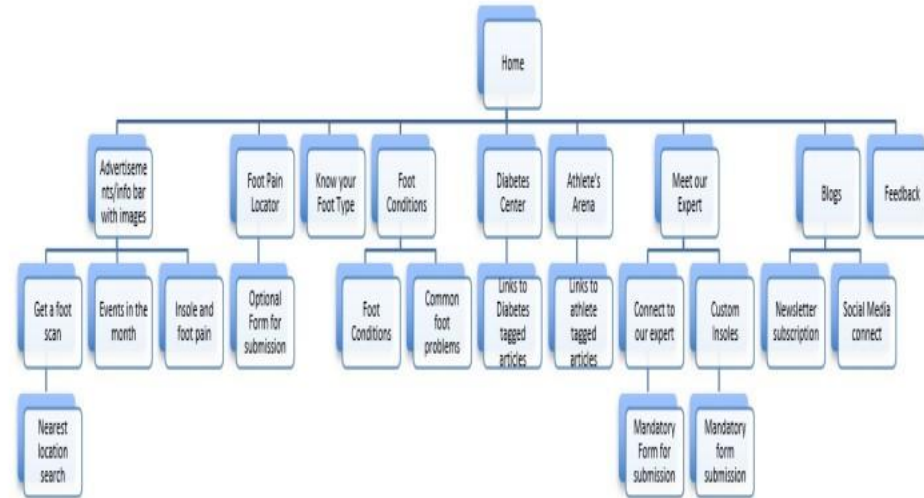 Home
Advertiseme
nts/info bar
with images
Foot Pain
Locator
Know your
Foot Type
Foot
Conditions
Diabetes
Center
Athlete's
Arena
Meet our
Expert
Blogs
Feedback
Get a foot
scan
Events in the
month
Insole and
foot pain
Optional
Form for
submission
Foot
Conditions
Common
foot
problems
Links to
Diabetes
tagged
articles
Links to
athlete
tagged
articles
Connect to
our expert
Custom
Insoles
Newsletter
subscription
Social Media
connect
Nearest
location
search
Mandatory
Form for
submission
Mandatory
form
submission